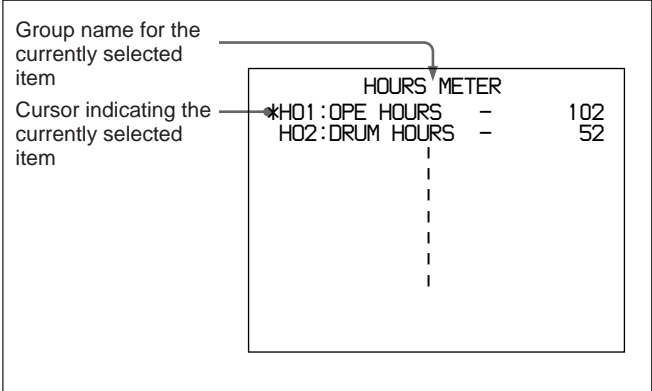 Group name for the
currently selected
item
Cursor indicating the
currently selected
item
HOURS METER
*H01:OPE HOURS - 102
H02:DRUM HOURS - 52